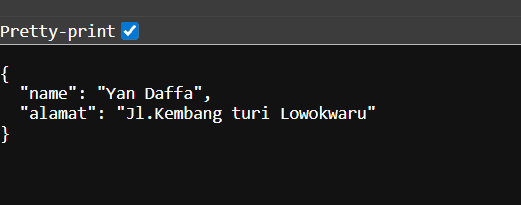 Pretty-print
{
  "name": "Yan Daffa",
  "alamat": "Jl.Kembang turi Lowokwaru"
}